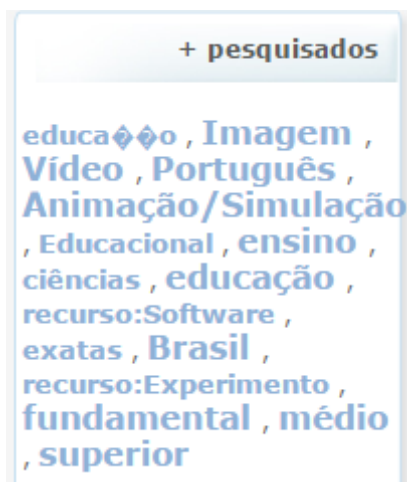 + pesquisados
educa��o , Imagem ,
Vídeo , Português ,
Animação/Simulação
, Educacional , ensino ,
ciências , educação ,
recurso:Software ,
exatas , Brasil ,
recurso:Experimento ,
fundamental , médio
, superior